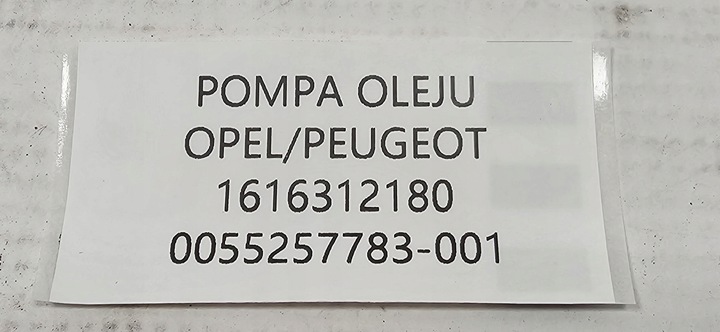 POMPA OLEJU
OPEL/PEUGEOT
1616312180
0055257783-001